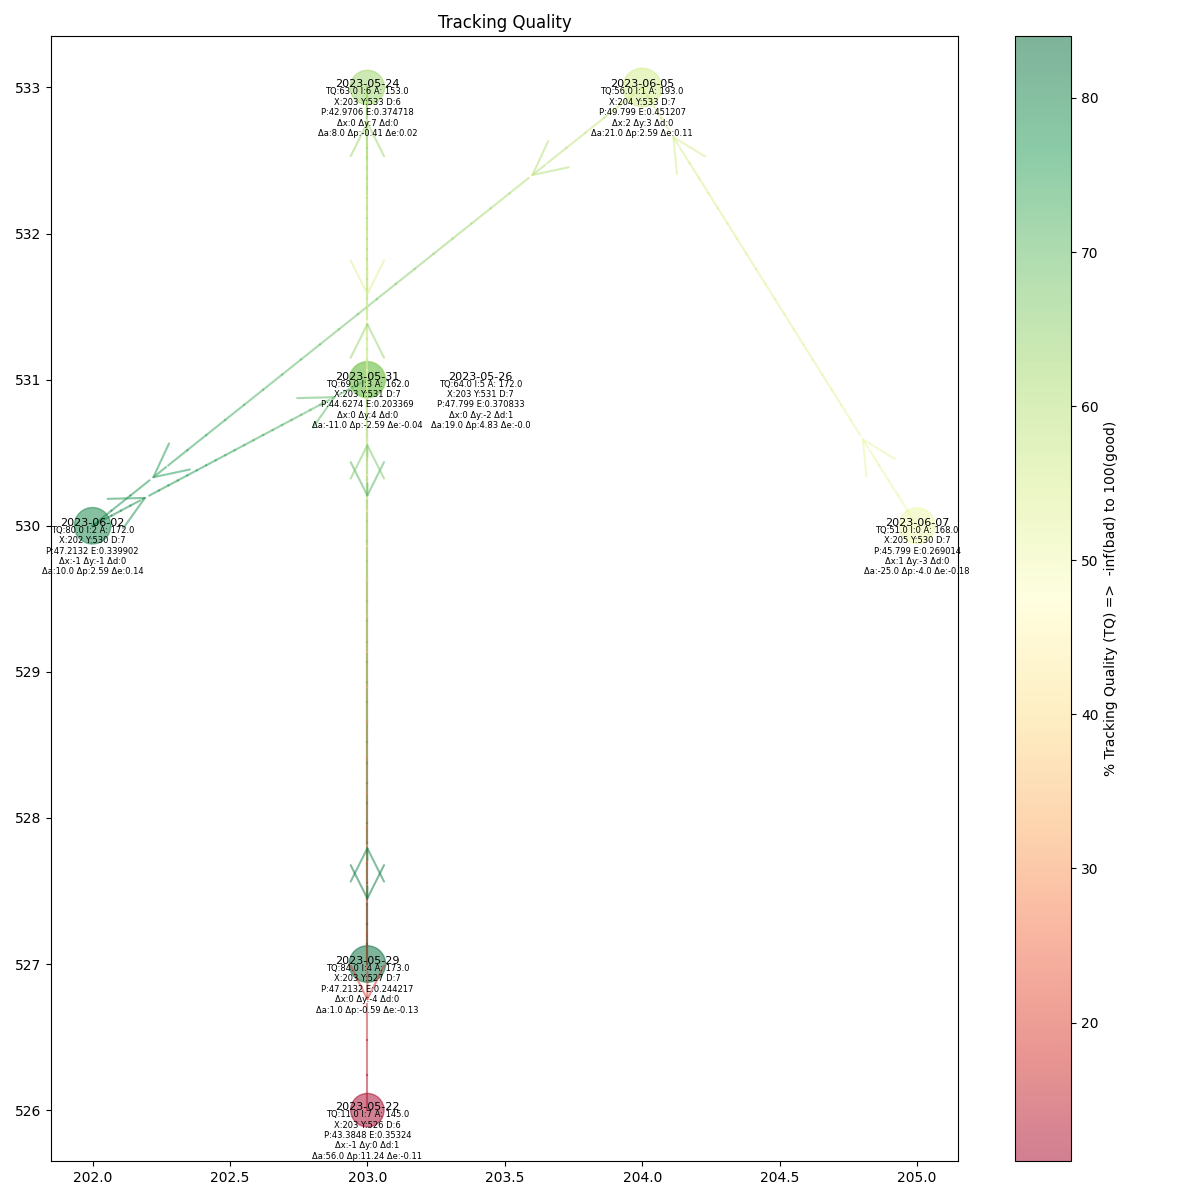 Tracking Quality
533
532
531
530
529
528
527
526
2023-05-24
TQ:63.0 I:6 A: 153.0
X:203 Y:533 D:6
P:42.9706 E:0.374718
Δx:0 Δy:7 Δd:0
Δa:8.0 Δp:-0.41 Δe:0.02
2023-06-05
TQ:56.0 I:1 A: 193.0
X:204 Y:533 D:7
P:49.799 E:0.451207
Δx:2 Δy:3 Δd:0
Δa:21.0 Δp:2.59 Δe:0.11
2023-05-31
TQ:69.0 I:3 A: 162.0
X:203 Y:531 D:7
P:44.6274 E:0.203369
Δx:0 Δy:4 Δd:0
Δa:-11.0 Δp:-2.59 Δe:-0.04
2023-05-26
TQ:64.0 I:5 A: 172.0
X:203 Y:531 D:7
P:47.799 E:0.370833
Δx:0 Δy:-2 Δd:1
Δa:19.0 Δp:4.83 Δe:-0.0
2023-06-02
TQ:80.0 I:2 A: 172.0
X:202 Y:530 D:7
P:47.2132 E:0.339902
Δx:-1 Δy:-1 Δd:0
Δa:10.0 Δp:2.59 Δe:0.14
2023-06-07
TQ:51.0 I:0 A: 168.0
X:205 Y:530 D:7
P:45.799 E:0.269014
Δx:1 Δy:-3 Δd:0
Δa:-25.0 Δp:-4.0 Δe:-0.18
2023-05-29
TQ:84.0 I:4 A: 173.0
X:203 Y:527 D:7
P:47.2132 E:0.244217
Δx:0 Δy:-4 Δd:0
Δa:1.0 Δp:-0.59 Δe:-0.13
2023-05-22
TQ:11.0 I:7 A: 145.0
X:203 Y:526 D:6
P:43.3848 E:0.35324
Δx:-1 Δy:0 Δd:1
Δa:56.0 Δp:11.24 Δe:-0.11
202.0 202.5 203.0 203.5 204.0 204.5 205.0
80
70
60
50
40
30
20
% Tracking Quality (TQ) => -inf(bad) to 100(good)